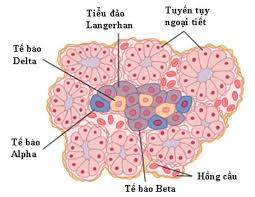 Tiểu đảo
Langerhan
Tuyến tụy
ngoại tiết
Tế bào
Delta
Tế bào
Alpha
Tế bào Beta
Hồng cầu